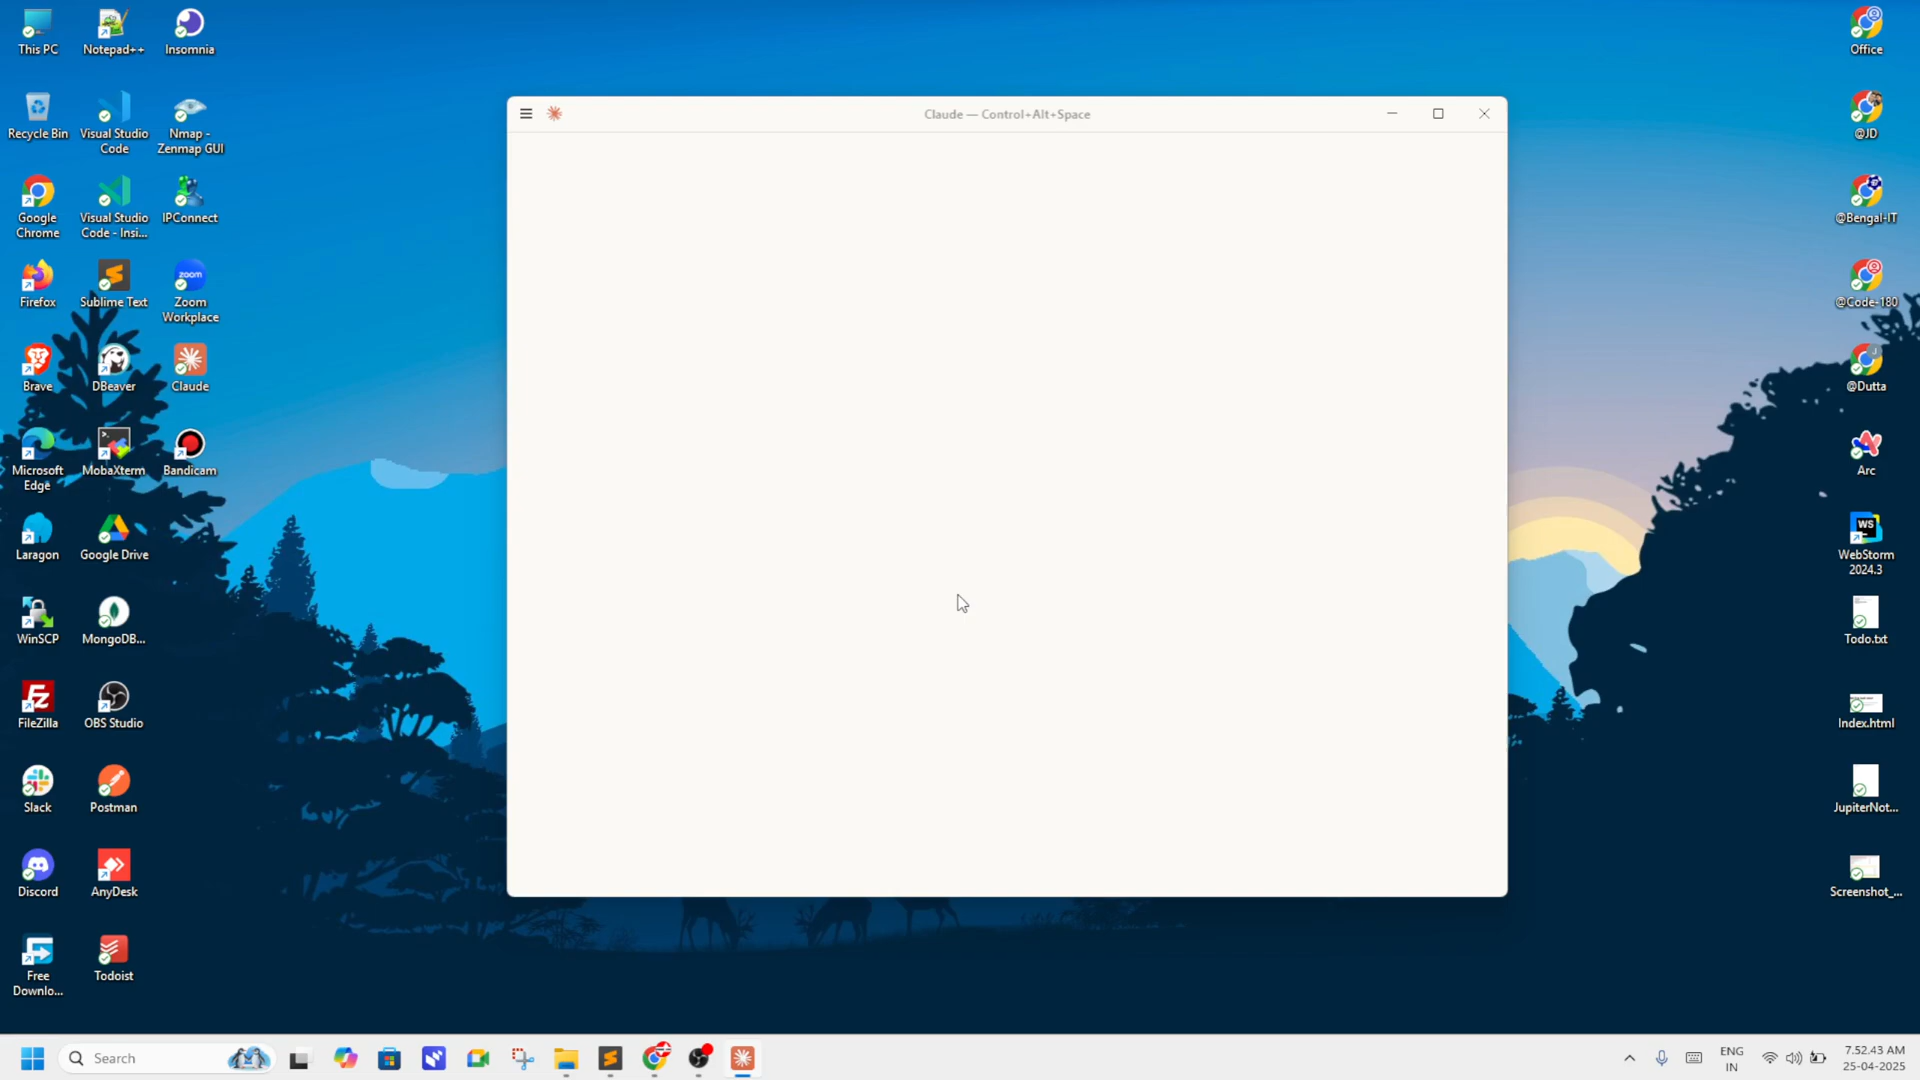 This PC
Notepad++
Insomnia
Recycle Bin
Visual Studio
Code
Nmap -
Zenmap GUI
Google
Chrome
Visual Studio
Code - Insi...
IPConnect
Firefox
Sublime Text
zoom
Zoom
Workplace
Brave
DBeaver
Claude
Microsoft
Edge
MobaXterm
Bandicam
Laragon
Google Drive
WinSCP
MongoDB...
FileZilla
OBS Studio
Slack
Postman
Discord
AnyDesk
Free
Downlo...
Todoist
Claude — Control+Alt+Space
Office
@JD
@Bengal-IT
@Code-180
@Dutta
Arc
WS
WebStorm
2024.3
Todo.txt
Index.html
JupiterNot...
Screenshot_...
Search
ENG
IN
7.52.43 AM
25-04-2025